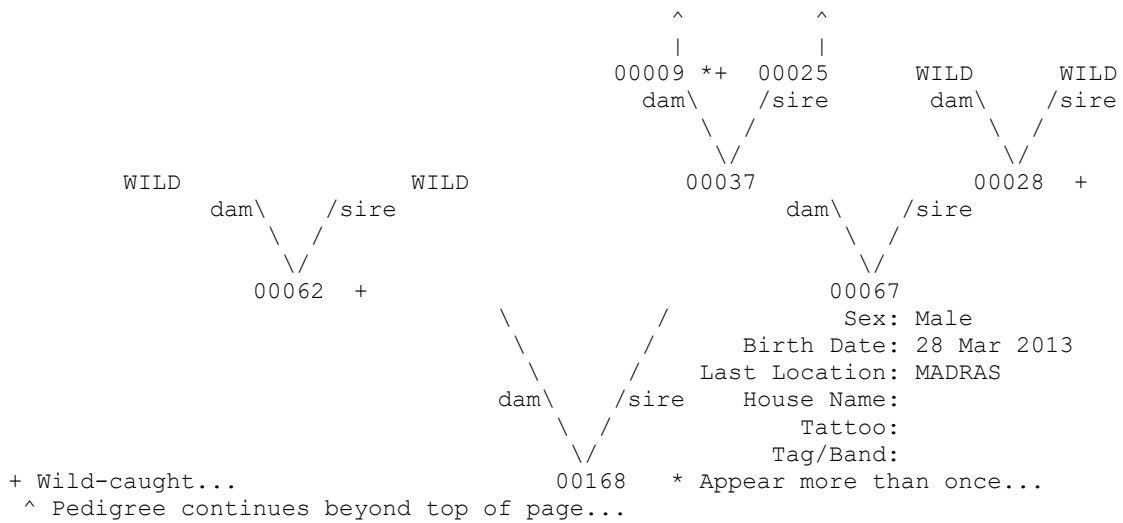 ^ ^
| |
00009 *+ 00025 WILD WILD
dam\ /sire dam\ /sire
\ / \ /
\/ \/
WILD WILD 00037 00028 +
dam\ /sire dam\ /sire
\ / \ /
\/ \/
00062 + 00067
\ / Sex: Male
\ / Birth Date: 28 Mar 2013
\ / Last Location: MADRAS
dam\ /sire House Name:
\ / Tattoo:
\/ Tag/Band:
+ Wild-caught... 00168 * Appear more than once...
^ Pedigree continues beyond top of page...